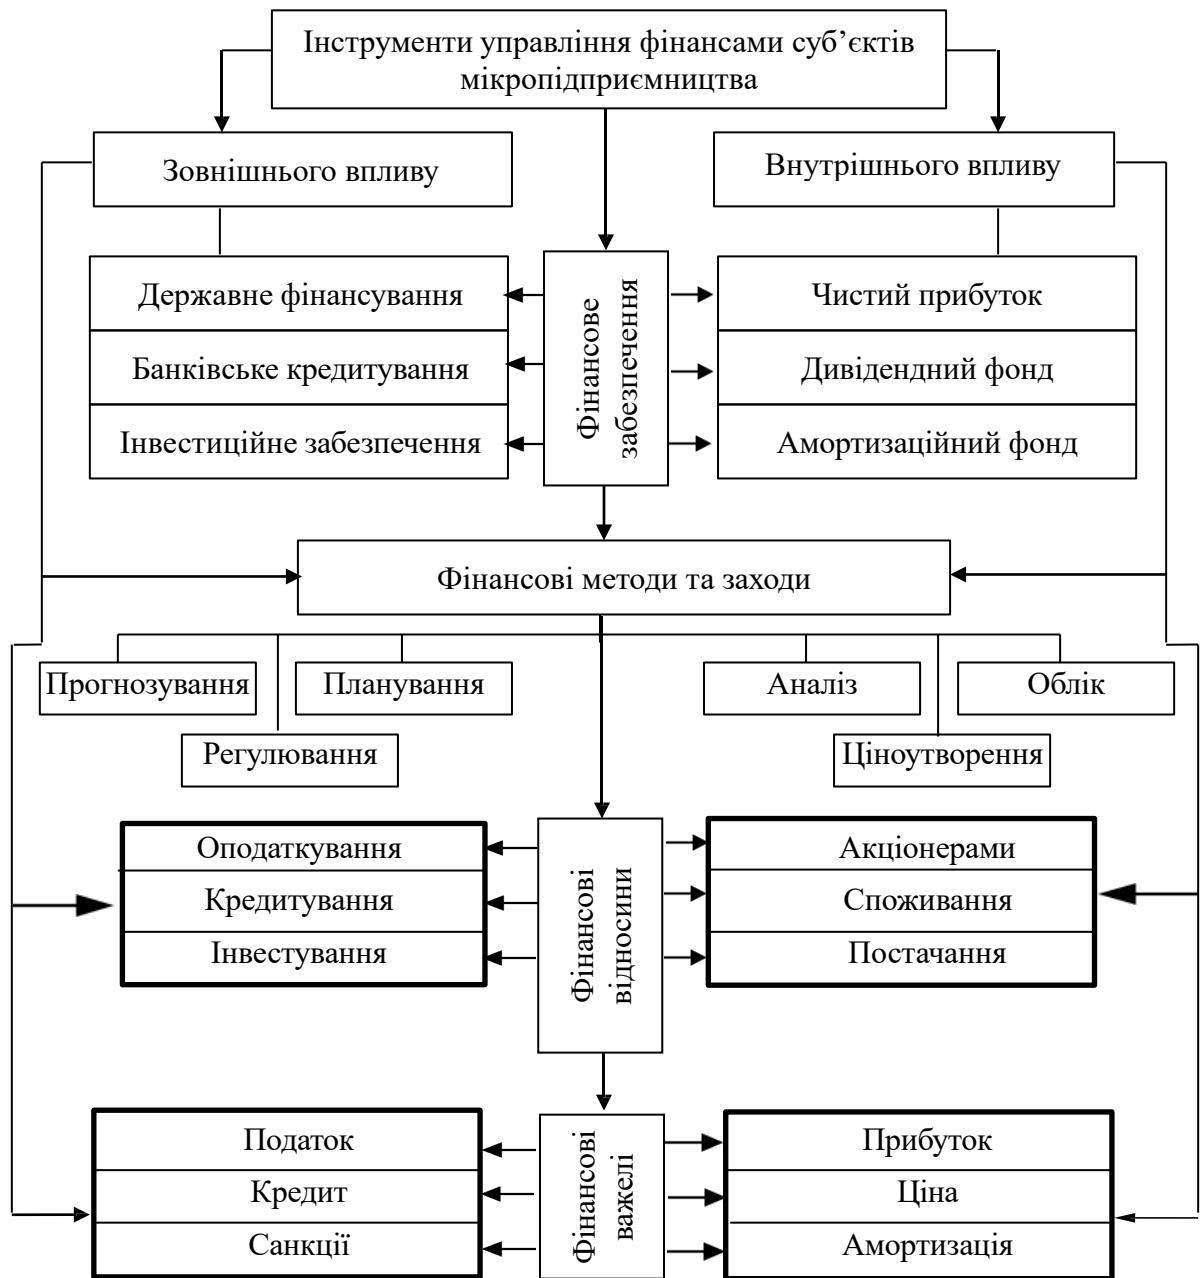 Інструменти управління фінансами суб’єктів
мікропідприємництва
Зовнішнього впливу
Внутрішнього впливу
Державне фінансування
Банківське кредитування
Інвестиційне забезпечення
Фінансове
забезпечення
Чистий прибуток
Дивідендний фонд
Амортизаційний фонд
Фінансові методи та заходи
Прогнозування
Планування
Аналіз
Облік
Регулювання
Ціноутворення
Оподаткування
Кредитування
Інвестування
Фінансові
відносини
Акціонерами
Споживання
Постачання
Податок
Кредит
Санкції
Фінансові
важелі
Прибуток
Ціна
Амортизація